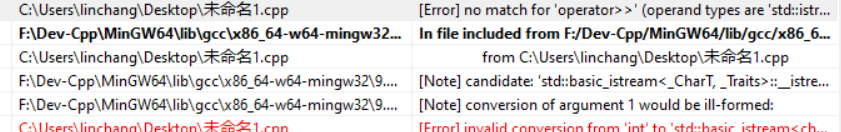 C:\Users\linchang\Desktop\未命名1.cpp [Error] no match for 'operator>>' (operand types are 'std::istr...
F:\Dev-Cpp\MinGW64\lib\gcc\x86_64-w64-mingw32... In file included from F:/Dev-Cpp/MinGW64/lib/gcc/x86_6...
C:\Users\linchang\Desktop\未命名1.cpp from C:\Users\linchang\Desktop\未命名1.cpp
F:\Dev-Cpp\MinGW64\lib\gcc\x86_64-w64-mingw32\9.... [Note] candidate: 'std::basic_istream<_CharT, _Traits>::__istre...
F:\Dev-Cpp\MinGW64\lib\gcc\x86_64-w64-mingw32\9.... [Note] conversion of argument 1 would be ill-formed:
C:\Users\linchang\Desktop\未命名1.cpp [Error] invalid conversion from 'int' to 'std::basic_istream<ch...